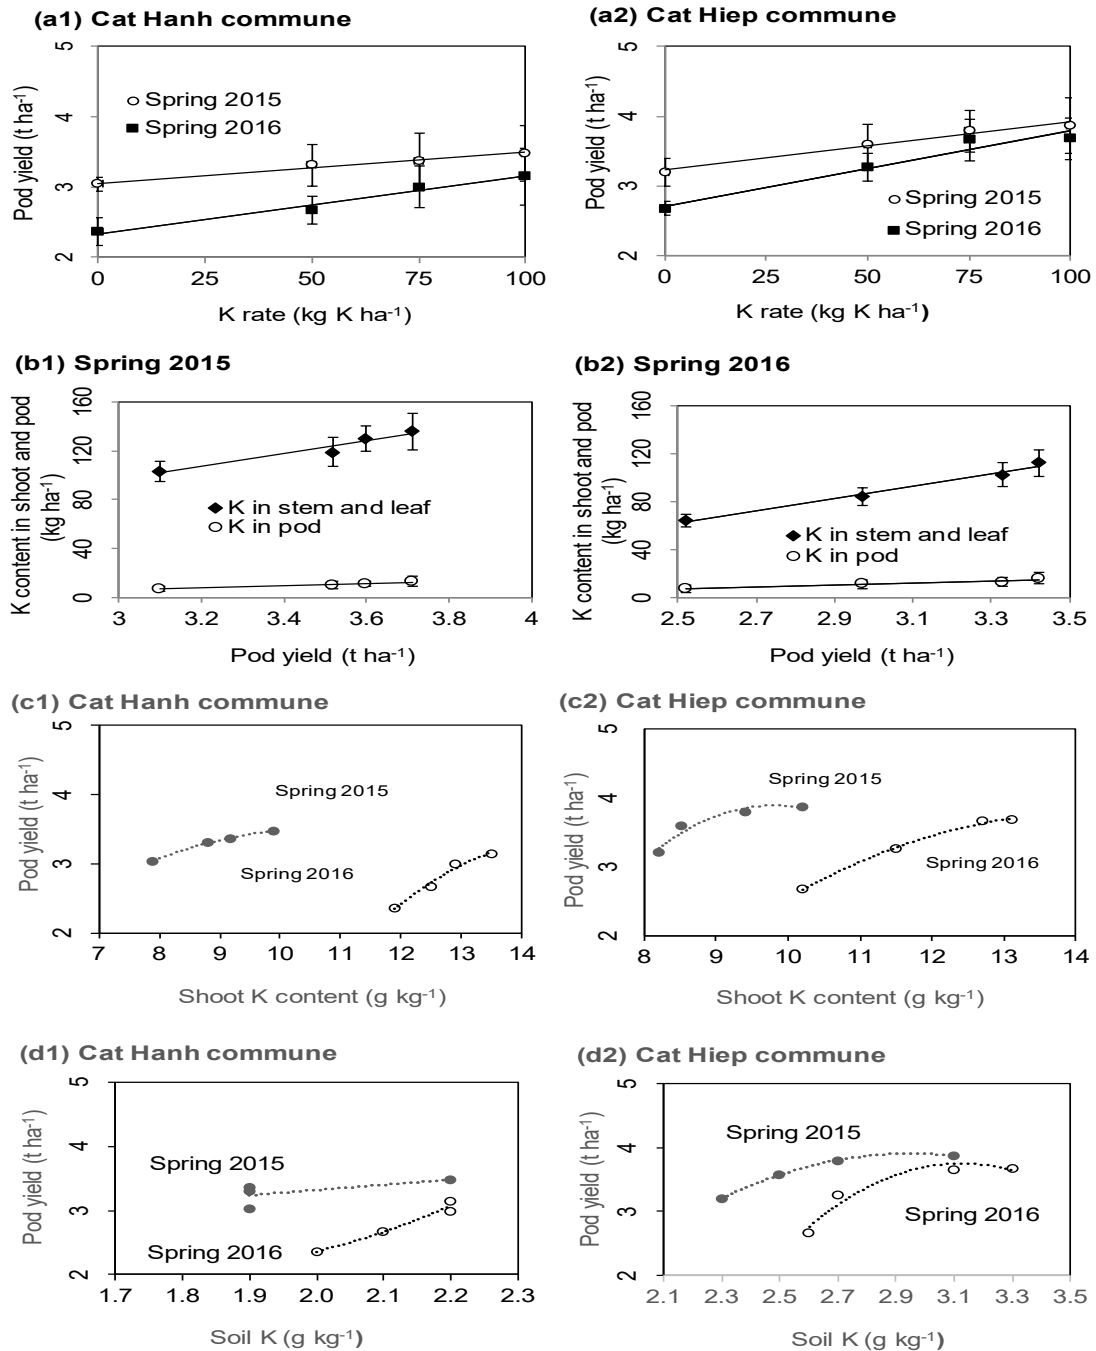 (a1) Cat Hanh commune
Pod yield (t ha-1)
5
4
3
2
Spring 2015
Spring 2016
0 25 50 75 100
K rate (kg K ha-1)
(a2) Cat Hiep commune
Pod yield (t ha-1)
5
4
3
2
Spring 2015
Spring 2016
0 25 50 75 100
K rate (kg K ha-1)
(b1) Spring 2015
K content in shoot and pod
(kg ha-1)
160
120
80
40
0
K in stem and leaf
K in pod
3 3.2 3.4 3.6 3.8 4
Pod yield (t ha-1)
(b2) Spring 2016
K content in shoot and pod
(kg ha-1)
160
120
80
40
0
K in stem and leaf
K in pod
2.5 2.7 2.9 3.1 3.3 3.5
Pod yield (t ha-1)
(c1) Cat Hanh commune
Pod yield (t ha-1)
5
4
3
2
Spring 2015
Spring 2016
7 8 9 10 11 12 13 14
Shoot K content (g kg-1)
(c2) Cat Hiep commune
Pod yield (t ha-1)
5
4
3
2
Spring 2015
Spring 2016
8 9 10 11 12 13 14
Shoot K content (g kg-1)
(d1) Cat Hanh commune
Pod yield (t ha-1)
5
4
3
2
Spring 2015
Spring 2016
1.7 1.8 1.9 2.0 2.1 2.2 2.3
Soil K (g kg-1)
(d2) Cat Hiep commune
Pod yield (t ha-1)
5
4
3
2
Spring 2015
Spring 2016
2.1 2.3 2.5 2.7 2.9 3.1 3.3 3.5
Soil K (g kg-1)